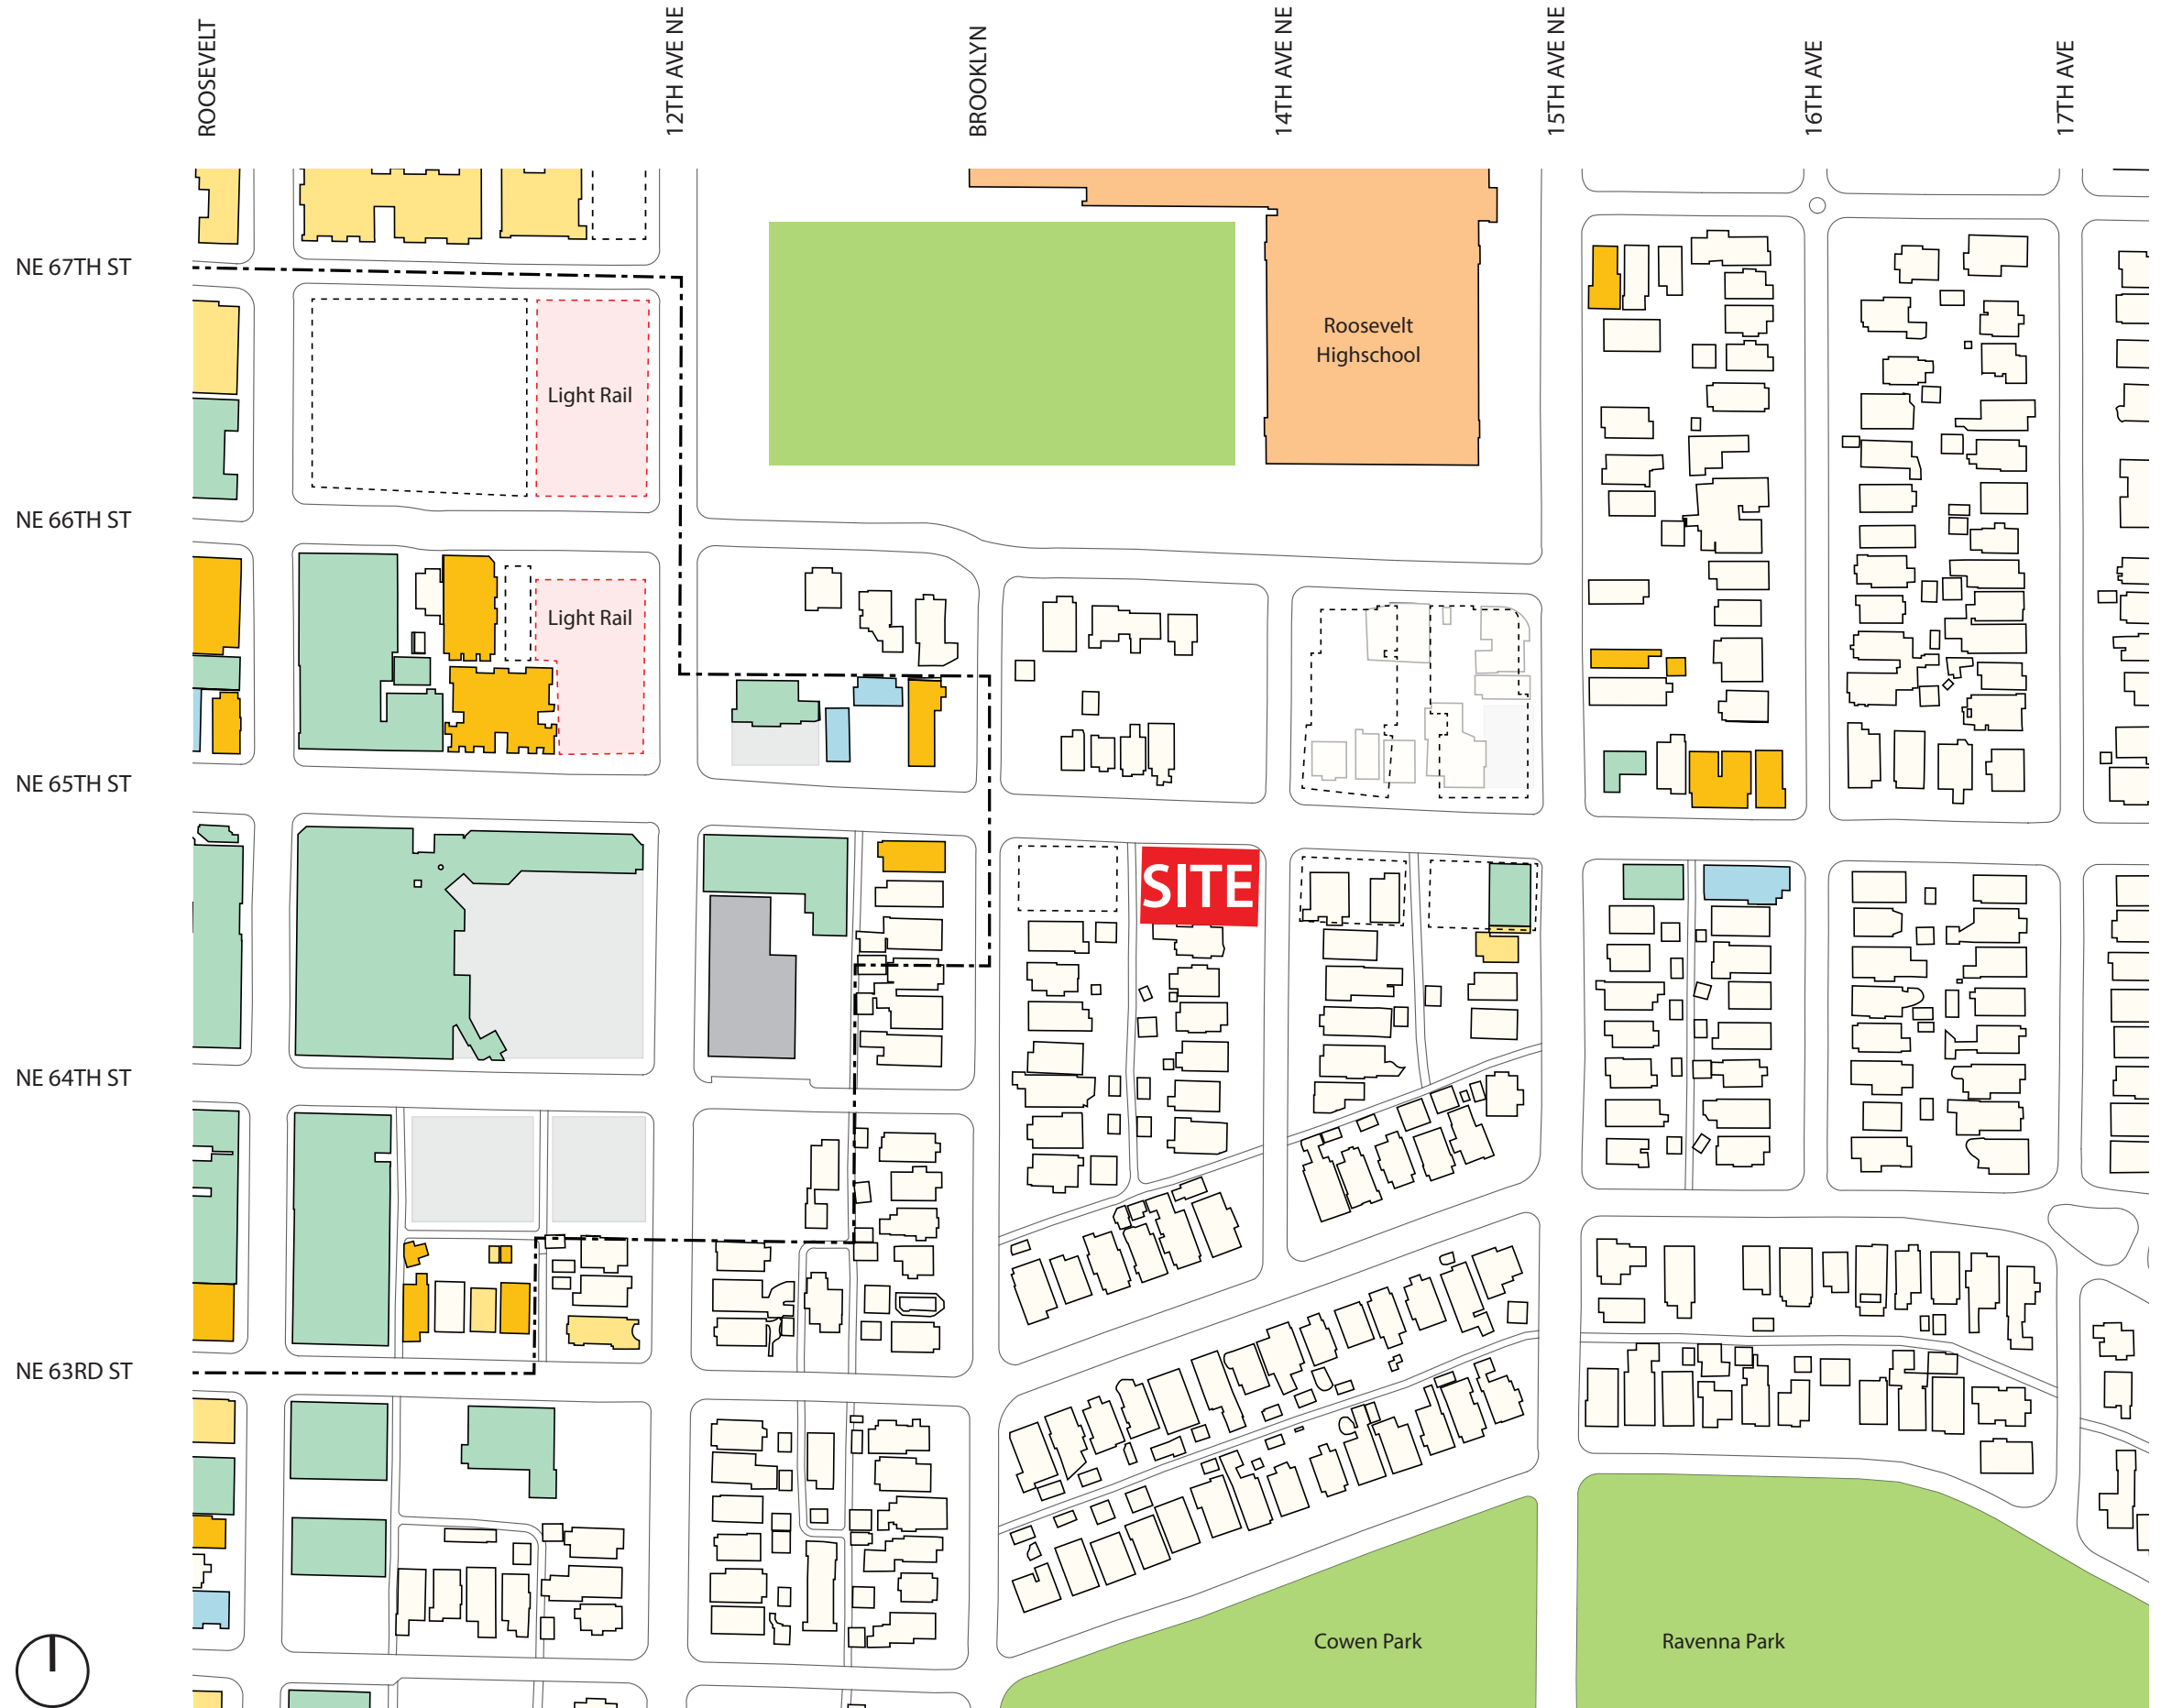 ROOSEVELT
12TH AVE NE
BROOKLYN
14TH AVE NE
15TH AVE NE
16TH AVE
17TH AVE
NE 67TH ST
Roosevelt
Highschool
Light Rail
NE 66TH ST
Light Rail
NE 65TH ST
SITE
NE 64TH ST
NE 63RD ST
Cowen Park
Ravenna Park